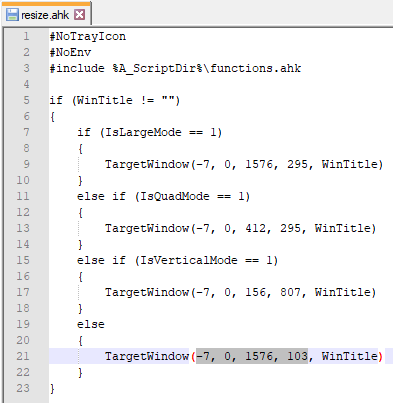 resize.ahk
1 #NoTrayIcon
2 #NoEnv
3 #include %A_ScriptDir%\functions.ahk
4
5 if (WinTitle != "")
6 {
7     if (IsLargeMode == 1)
8     {
9         TargetWindow(-7, 0, 1576, 295, WinTitle)
10     }
11     else if (IsQuadMode == 1)
12     {
13         TargetWindow(-7, 0, 412, 295, WinTitle)
14     }
15     else if (IsVerticalMode == 1)
16     {
17         TargetWindow(-7, 0, 156, 807, WinTitle)
18     }
19     else
20     {
21         TargetWindow(-7, 0, 1576, 103, WinTitle)
22     }
23 }